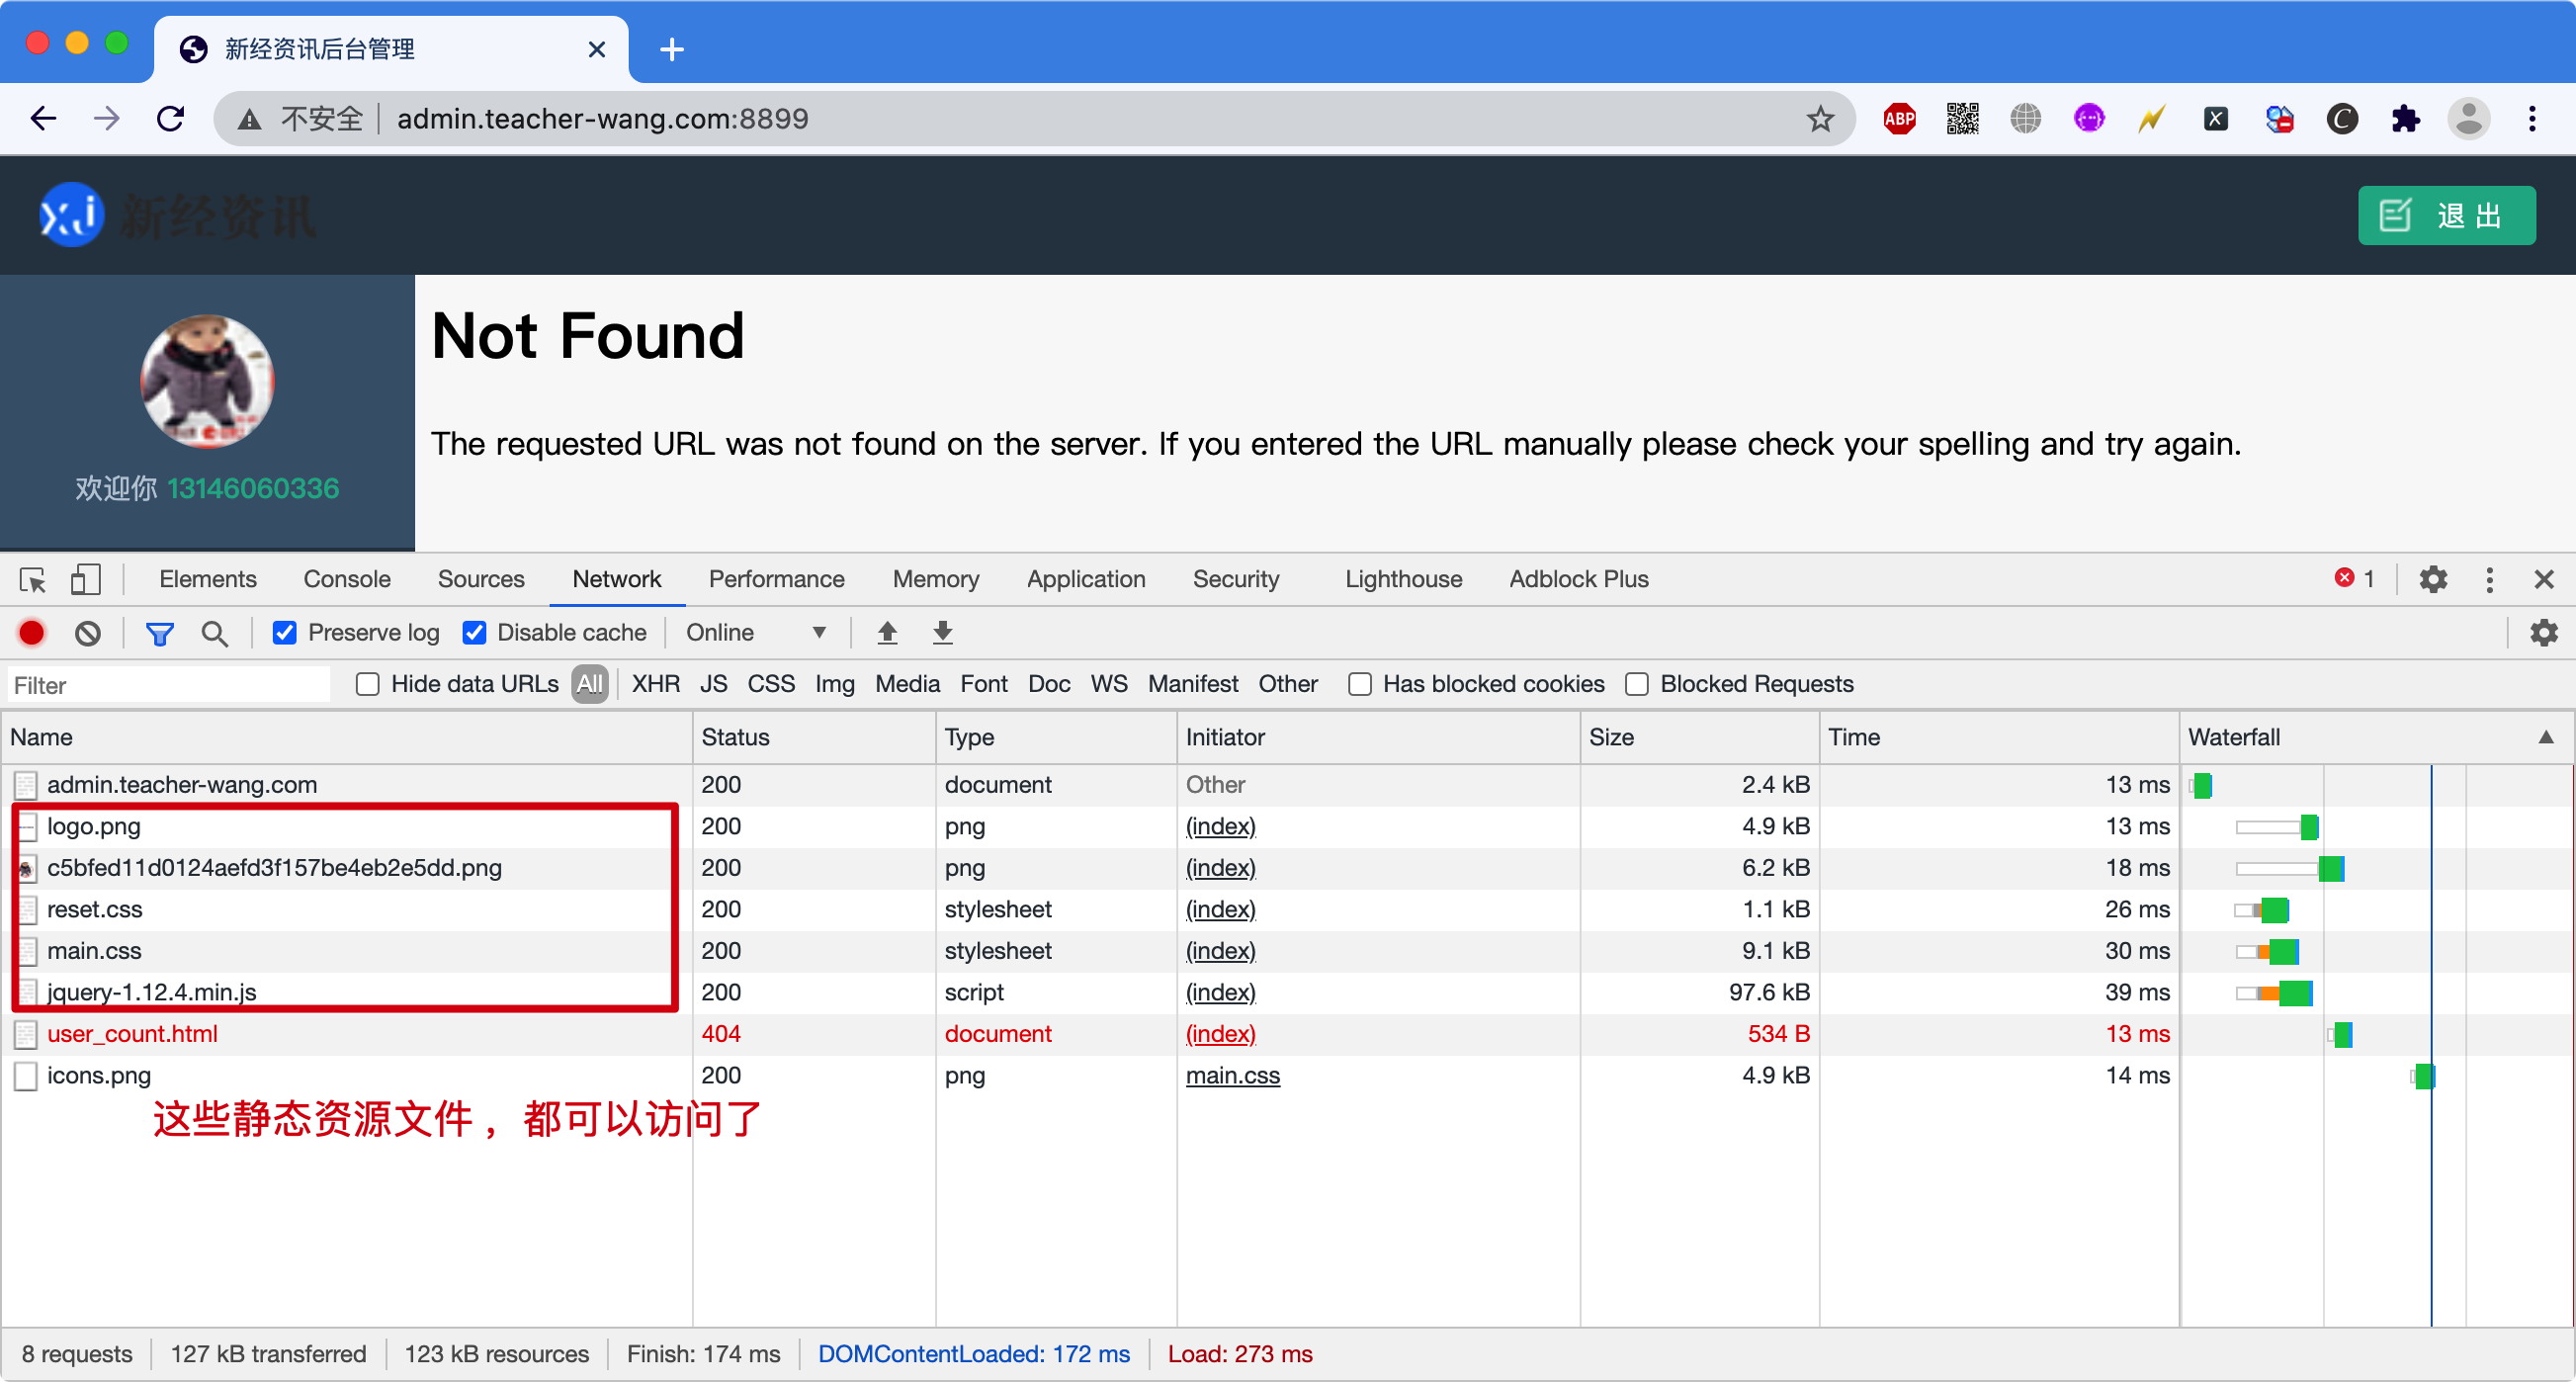 新经资讯后台管理
不安全 admin.teacher-wang.com:8899
ABP
XJ 新经资讯
退 出
Not Found
The requested URL was not found on the server. If you entered the URL manually please check your spelling and try again.
欢迎你 13146060336
Elements Console Sources Network Performance Memory Application Security Lighthouse Adblock Plus 1
Preserve log Disable cache Online
Filter Hide data URLs All XHR JS CSS Img Media Font Doc WS Manifest Other Has blocked cookies Blocked Requests
Name Status Type Initiator Size Time Waterfall
admin.teacher-wang.com 200 document Other 2.4 kB 13 ms
logo.png 200 png (index) 4.9 kB 13 ms
c5bfed11d0124aefd3f157be4eb2e5dd.png 200 png (index) 6.2 kB 18 ms
reset.css 200 stylesheet (index) 1.1 kB 26 ms
main.css 200 stylesheet (index) 9.1 kB 30 ms
jquery-1.12.4.min.js 200 script (index) 97.6 kB 39 ms
user_count.html 404 document (index) 534 B 13 ms
icons.png 200 png main.css 4.9 kB 14 ms
这些静态资源文件，都可以访问了
8 requests 127 kB transferred 123 kB resources Finish: 174 ms DOMContentLoaded: 172 ms Load: 273 ms